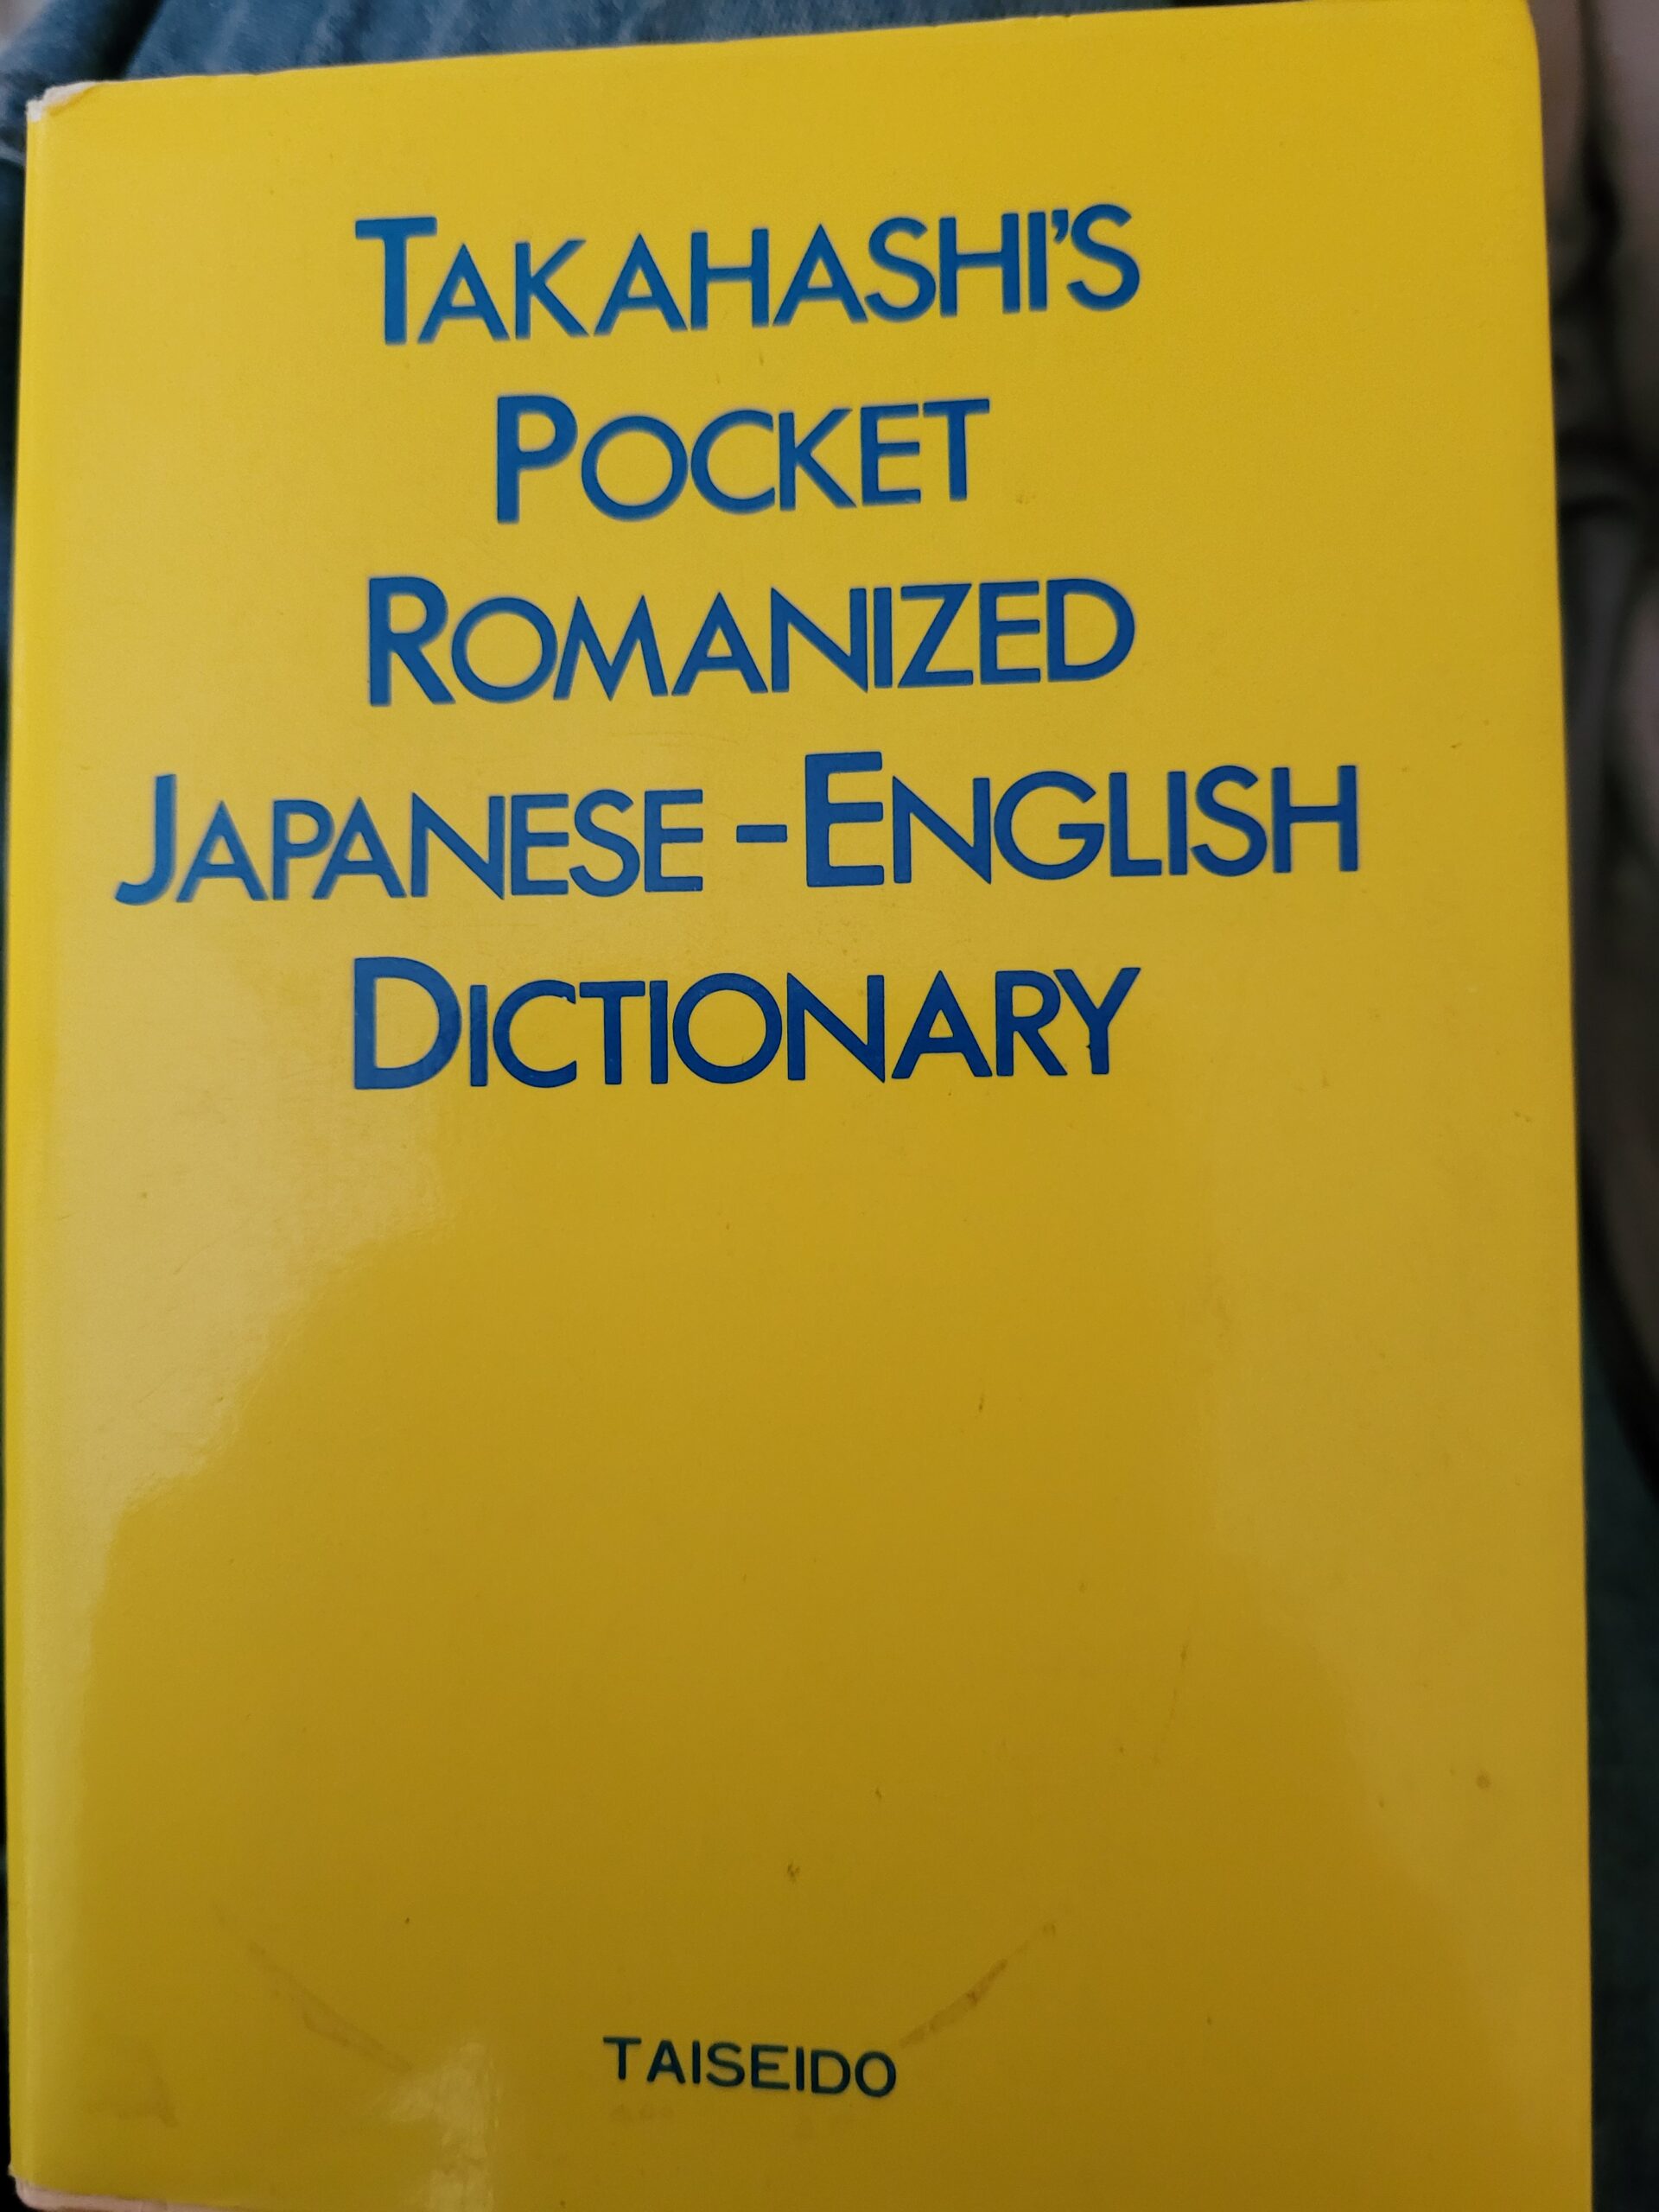 TAKAHASHI'S
POCKET
ROMANIZED
JAPANESE-ENGLISH
DICTIONARY
TAISEIDO